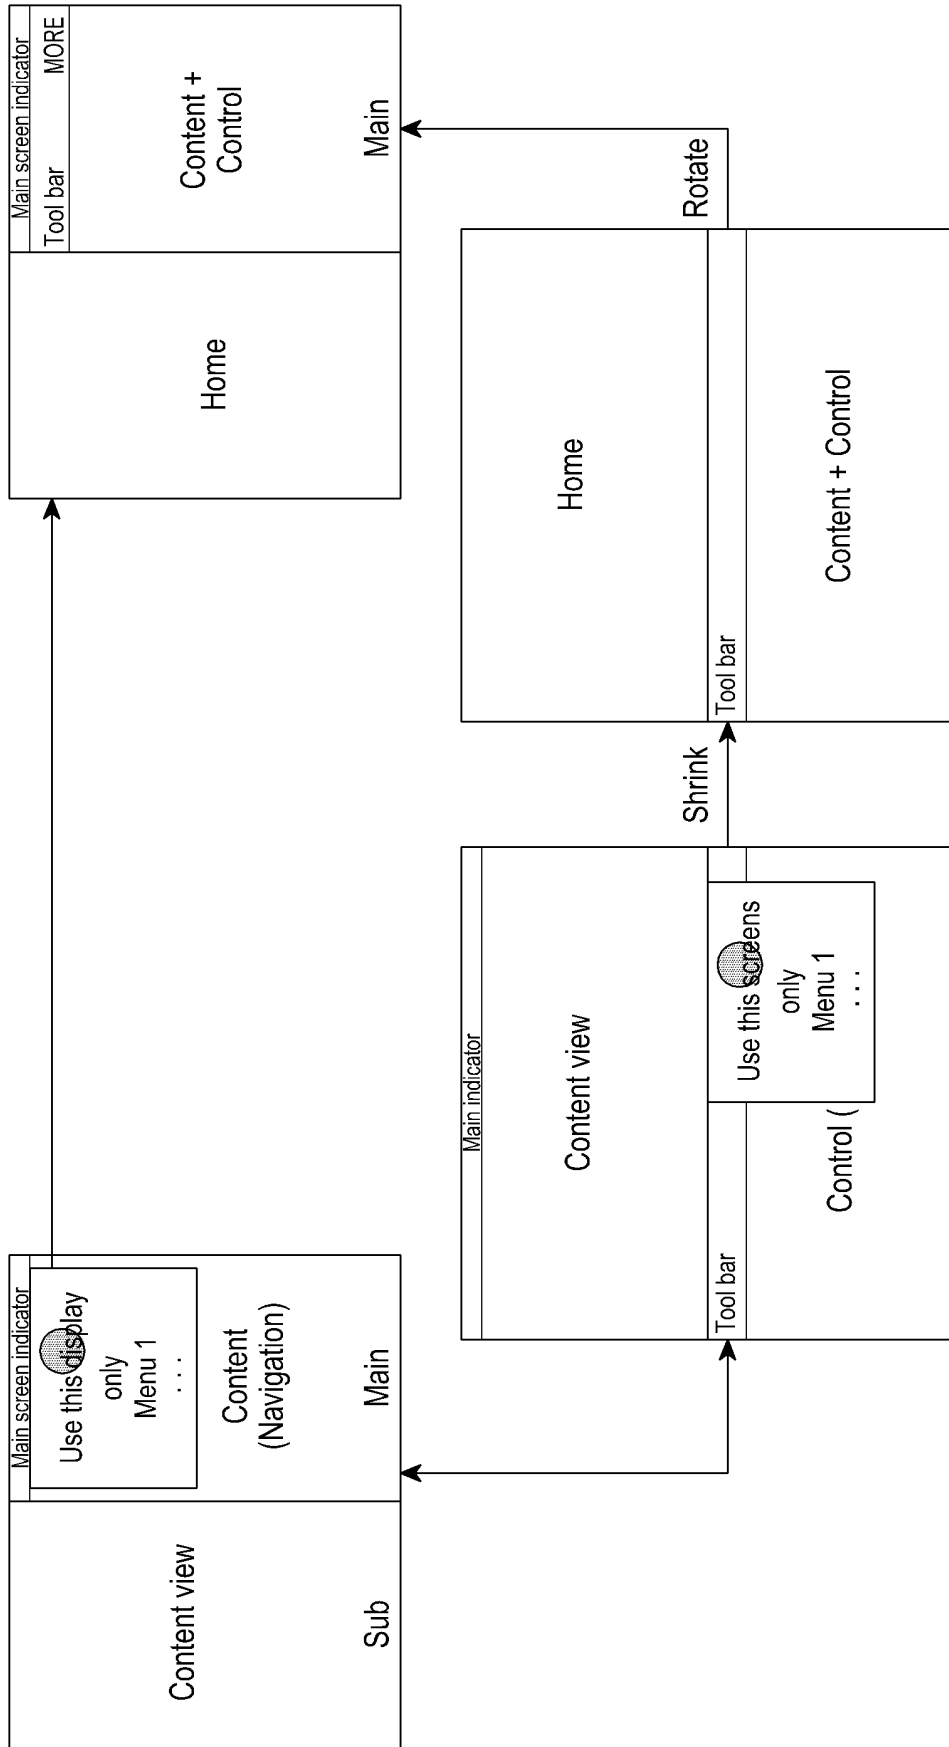 Main screen indicator
Content view
Use this display
only
Menu 1
. . .
Content
(Navigation)
Sub
Main
Main screen indicator
Tool bar
MORE
Home
Content +
Control
Main
Main indicator
Content view
Tool bar
Use this screens
only
Menu 1
. . .
Control (
Shrink
Home
Tool bar
Content + Control
Rotate